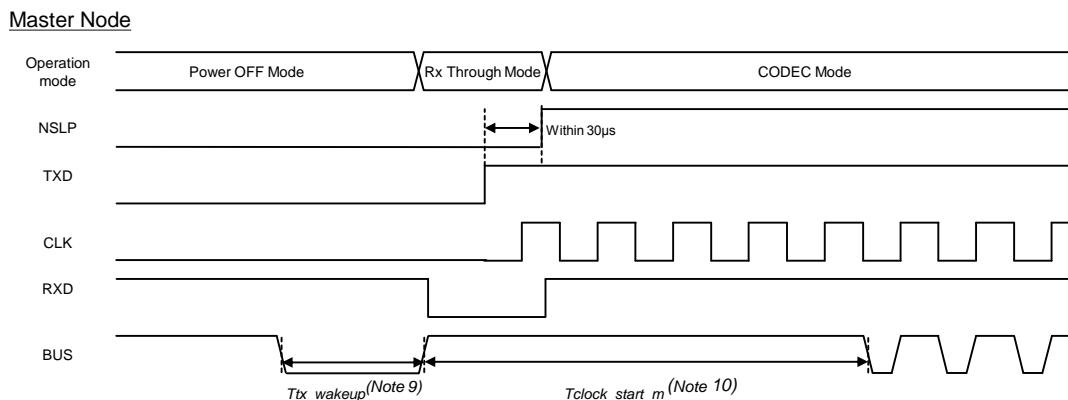 Master Node
Operation mode
Power OFF Mode
Rx Through Mode
CODEC Mode
NSLP
Within 30µs
TXD
CLK
RXD
BUS
Ttx_wakeup(Note 9)
Tclock_start_m(Note 10)